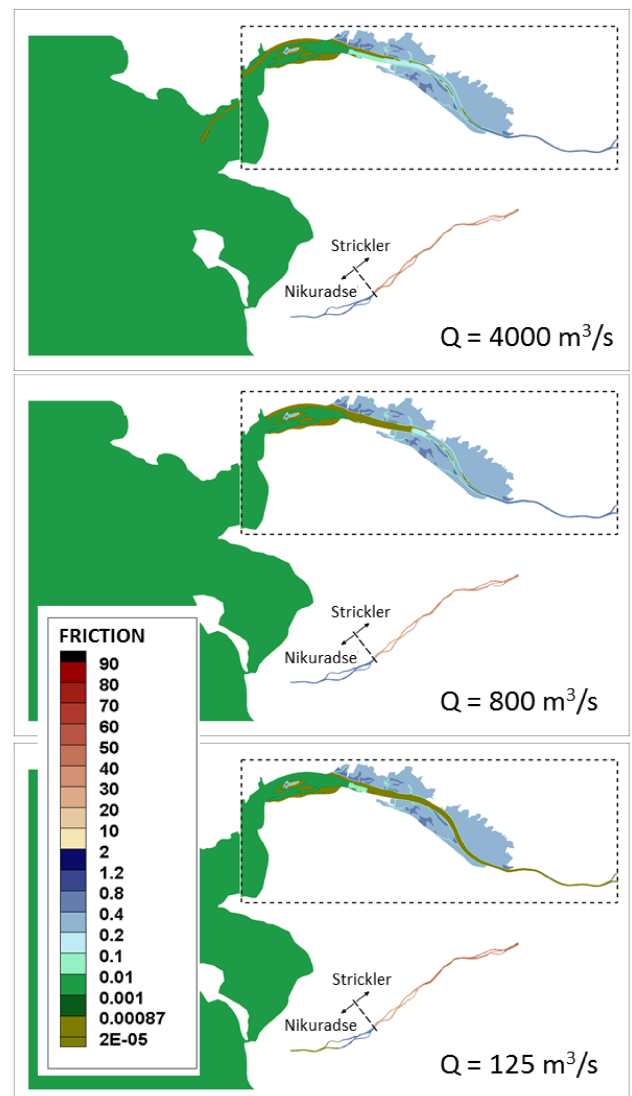 Strickler
Nikuradse
Q = 4000 m³/s
Strickler
Nikuradse
Q = 800 m³/s
FRICTION
90
80
70
60
50
40
30
20
10
2
1.2
0.8
0.4
0.2
0.1
0.01
0.001
0.00087
2E-05
Strickler
Nikuradse
Q = 125 m³/s